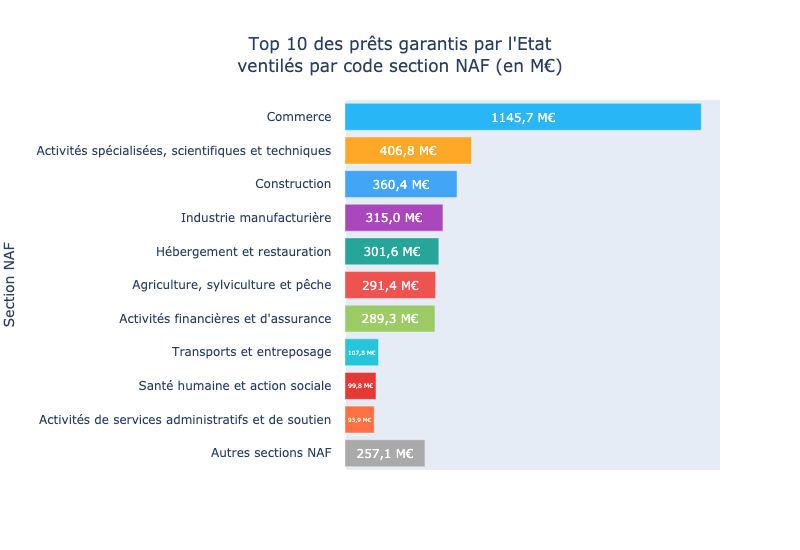 Top 10 des prêts garantis par l'Etat
ventilés par code section NAF (en M€)
Section NAF
Commerce 1145,7 M€
Activités spécialisées, scientifiques et techniques 406,8 M€
Construction 360,4 M€
Industrie manufacturière 315,0 M€
Hébergement et restauration 301,6 M€
Agriculture, sylviculture et pêche 291,4 M€
Activités financières et d'assurance 289,3 M€
Transports et entreposage 107,8 M€
Santé humaine et action sociale 99,8 M€
Activités de services administratifs et de soutien 93,9 M€
Autres sections NAF 257,1 M€